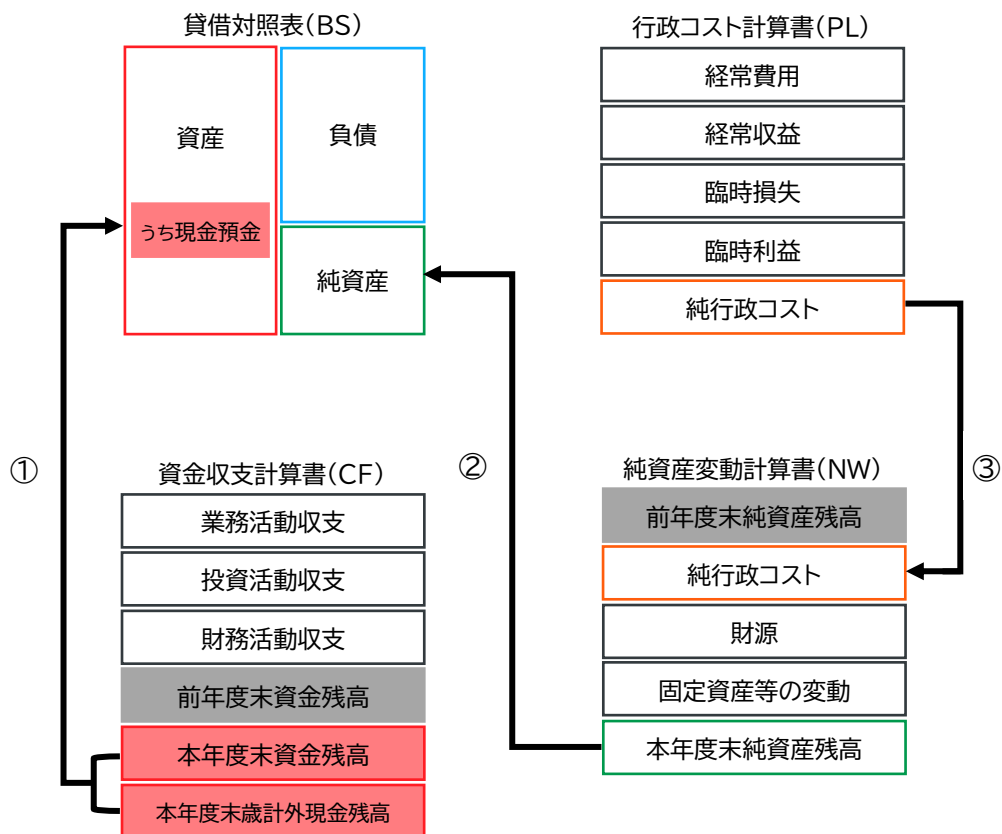 貸借対照表(BS)
資産
うち現金預金
負債
純資産
行政コスト計算書(PL)
経常費用
経常収益
臨時損失
臨時利益
純行政コスト
①
資金収支計算書(CF)
業務活動収支
投資活動収支
財務活動収支
前年度末資金残高
本年度末資金残高
本年度末歳計外現金残高
②
純資産変動計算書(NW)
前年度末純資産残高
純行政コスト
財源
固定資産等の変動
本年度末純資産残高
③